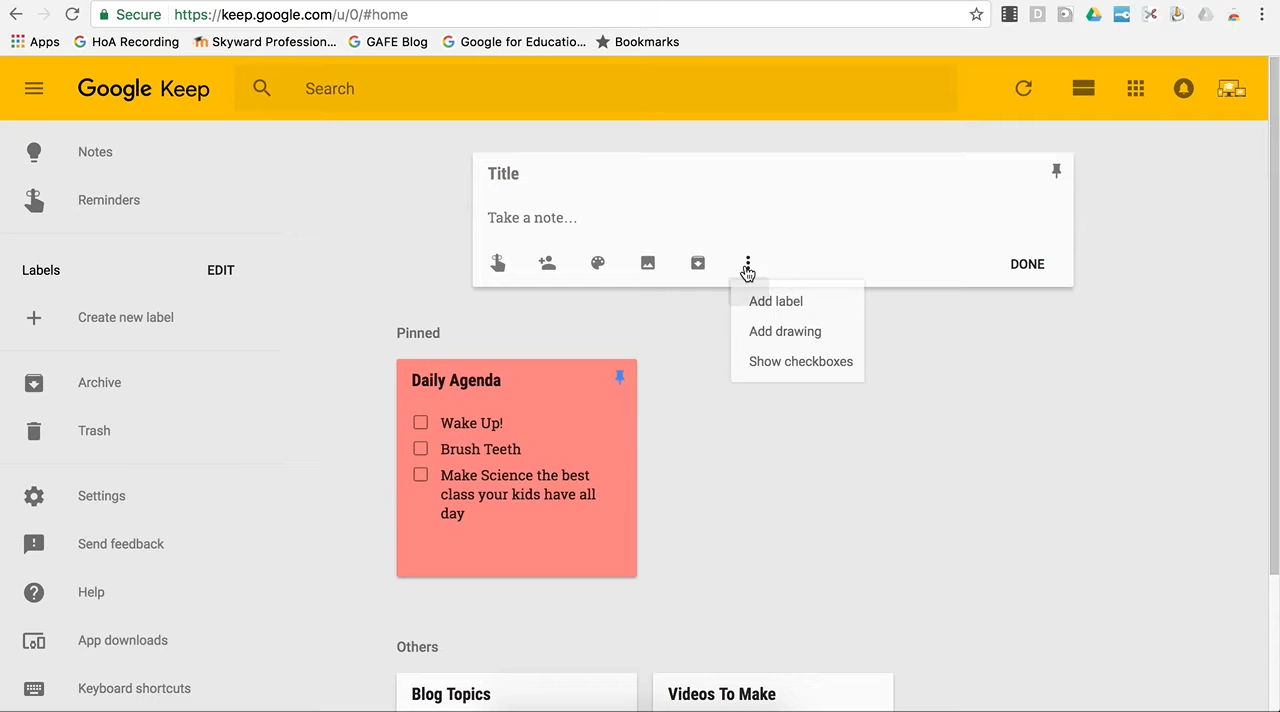 Secure https://keep.google.com/u/0/#home
Apps HoA Recording Skyward Profession... GAFE Blog Google for Educatio... Bookmarks
Google Keep Search
Notes
Reminders
Labels EDIT
Create new label
Archive
Trash
Settings
Send feedback
Help
App downloads
Keyboard shortcuts
Title
Take a note...
DONE
Add label
Add drawing
Show checkboxes
Pinned
Daily Agenda
Wake Up!
Brush Teeth
Make Science the best
class your kids have all
day
Others
Blog Topics
Videos To Make